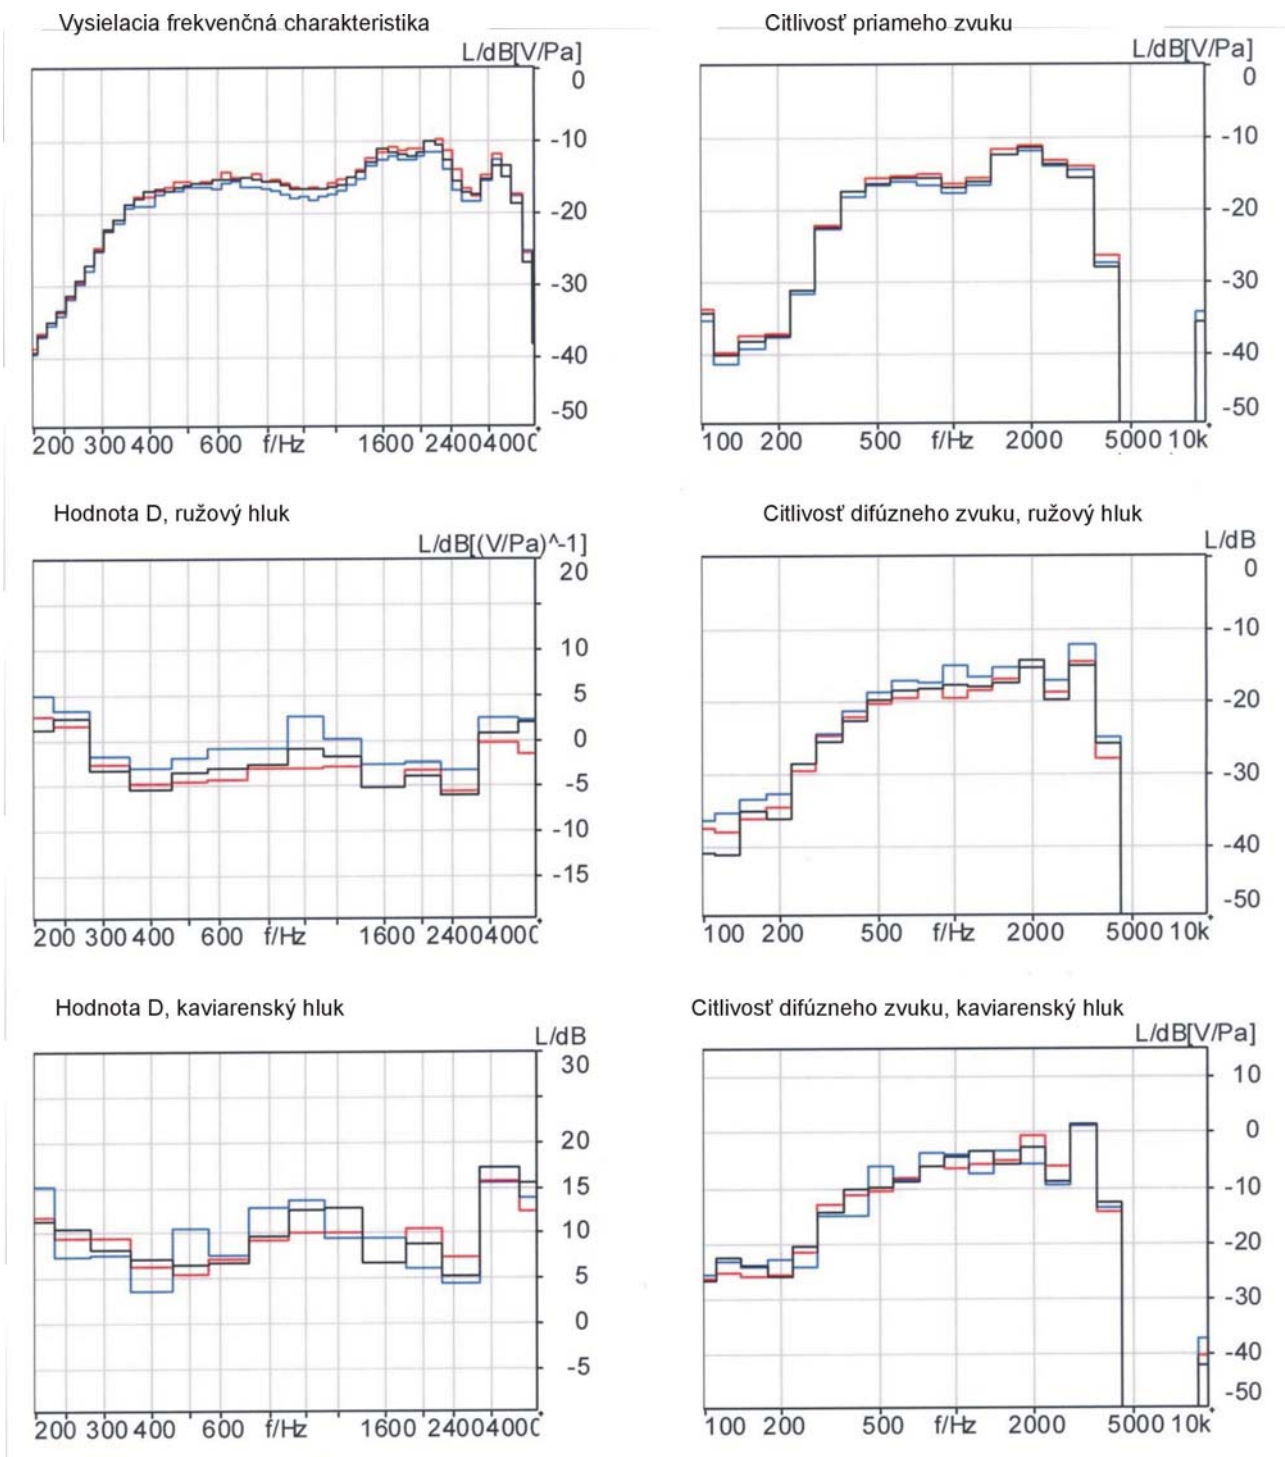 Vysielacia frekvenčná charakteristika
L/dB[V/Pa]
0
-10
-20
-30
-40
-50
200 300 400 600 f/Hz 1600 2400 4000
Citlivosť priameho zvuku
L/dB[V/Pa]
0
-10
-20
-30
-40
-50
100 200 500 f/Hz 2000 5000 10k
Hodnota D, ružový hluk
L/dB[(V/Pa)^-1]
20
10
5
0
-5
-10
-15
200 300 400 600 f/Hz 1600 2400 4000
Citlivosť difúzneho zvuku, ružový hluk
L/dB
0
-10
-20
-30
-40
-50
100 200 500 f/Hz 2000 5000 10k
Hodnota D, kaviarenský hluk
L/dB
30
20
15
10
5
0
-5
200 300 400 600 f/Hz 1600 2400 4000
Citlivosť difúzneho zvuku, kaviarenský hluk
L/dB[V/Pa]
10
0
-10
-20
-30
-40
-50
100 200 500 f/Hz 2000 5000 10k